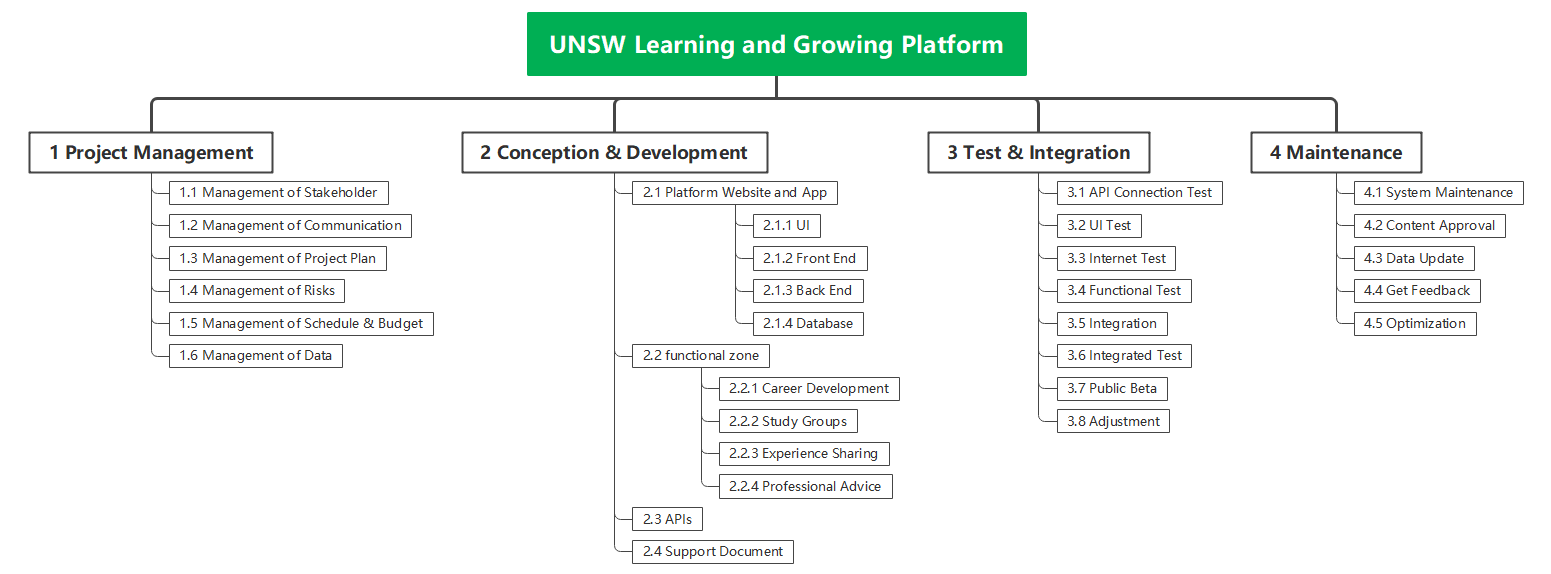 UNSW Learning and Growing Platform
1 Project Management
1.1 Management of Stakeholder
1.2 Management of Communication
1.3 Management of Project Plan
1.4 Management of Risks
1.5 Management of Schedule & Budget
1.6 Management of Data
2 Conception & Development
2.1 Platform Website and App
2.1.1 UI
2.1.2 Front End
2.1.3 Back End
2.1.4 Database
2.2 functional zone
2.2.1 Career Development
2.2.2 Study Groups
2.2.3 Experience Sharing
2.2.4 Professional Advice
2.3 APIs
2.4 Support Document
3 Test & Integration
3.1 API Connection Test
3.2 UI Test
3.3 Internet Test
3.4 Functional Test
3.5 Integration
3.6 Integrated Test
3.7 Public Beta
3.8 Adjustment
4 Maintenance
4.1 System Maintenance
4.2 Content Approval
4.3 Data Update
4.4 Get Feedback
4.5 Optimization